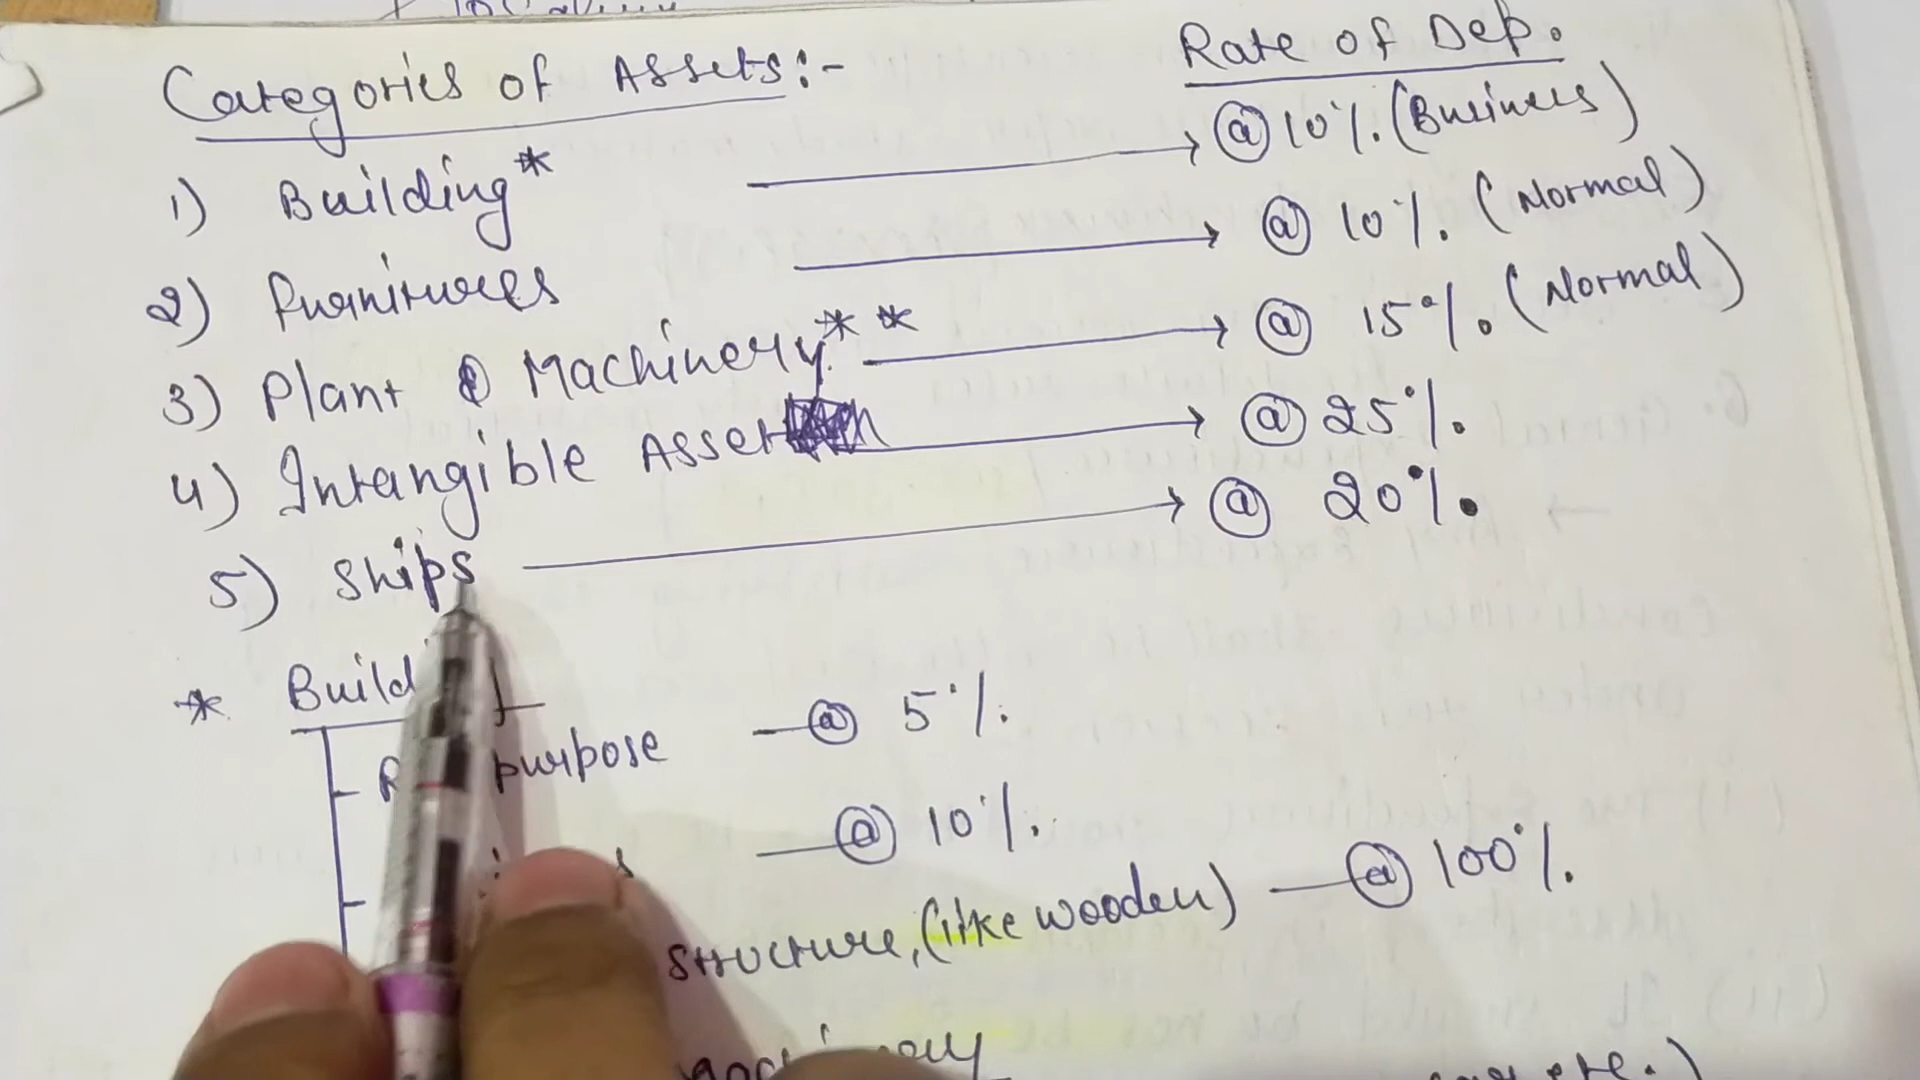 Categories of Assets:- Rate of Dep.
1) Building* → @ 10%. (Business)
2) Furnitures → @ 10%. (Normal)
3) Plant & Machinery** → @ 15%. (Normal)
4) Intangible Asset → @ 25%.
5) Ships → @ 20%.
* Build
purpose — @ 5%.
— @ 10%.
structure, (like wooden) — @ 100%.
etc.)